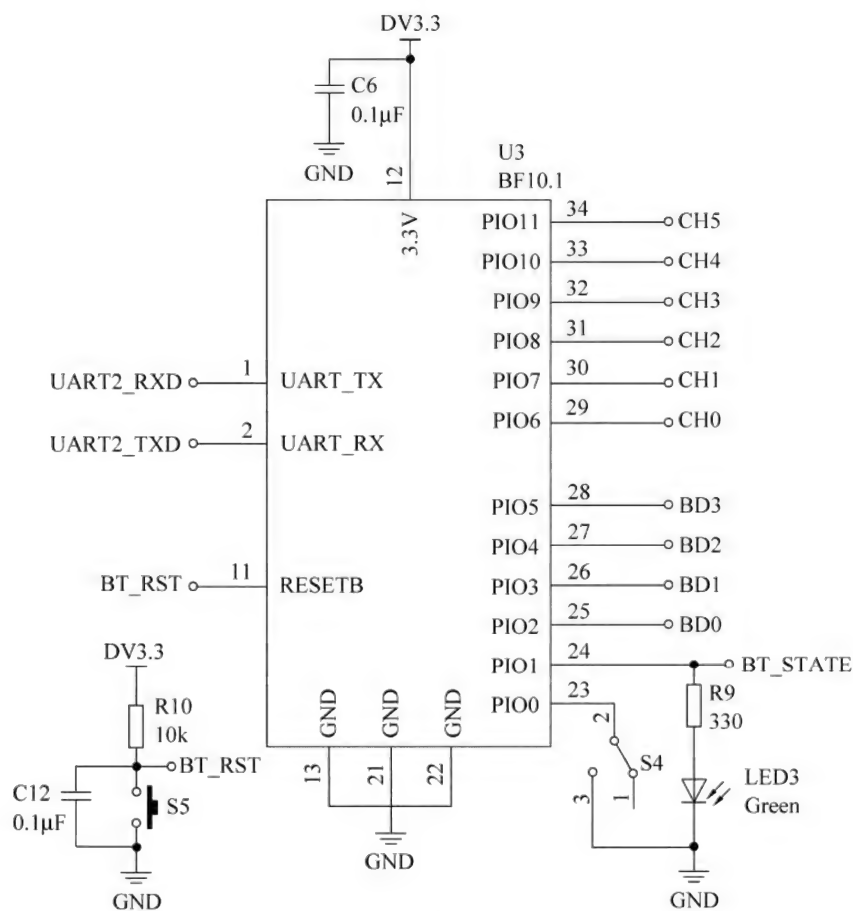 DV3.3
C6
0.1μF
GND
12
3.3V
U3
BF10.1
PIO11 34 CH5
PIO10 33 CH4
PIO9 32 CH3
PIO8 31 CH2
PIO7 30 CH1
PIO6 29 CH0
UART2_RXD 1 UART_TX
UART2_TXD 2 UART_RX
PIO5 28 BD3
PIO4 27 BD2
PIO3 26 BD1
PIO2 25 BD0
BT_RST 11 RESETB
PIO1 24 BT_STATE
PIO0 23
DV3.3
R10
10k
BT_RST
C12
0.1μF
S5
GND
GND GND GND
13 21 22
GND
2
S4
3 1
R9
330
LED3
Green
GND